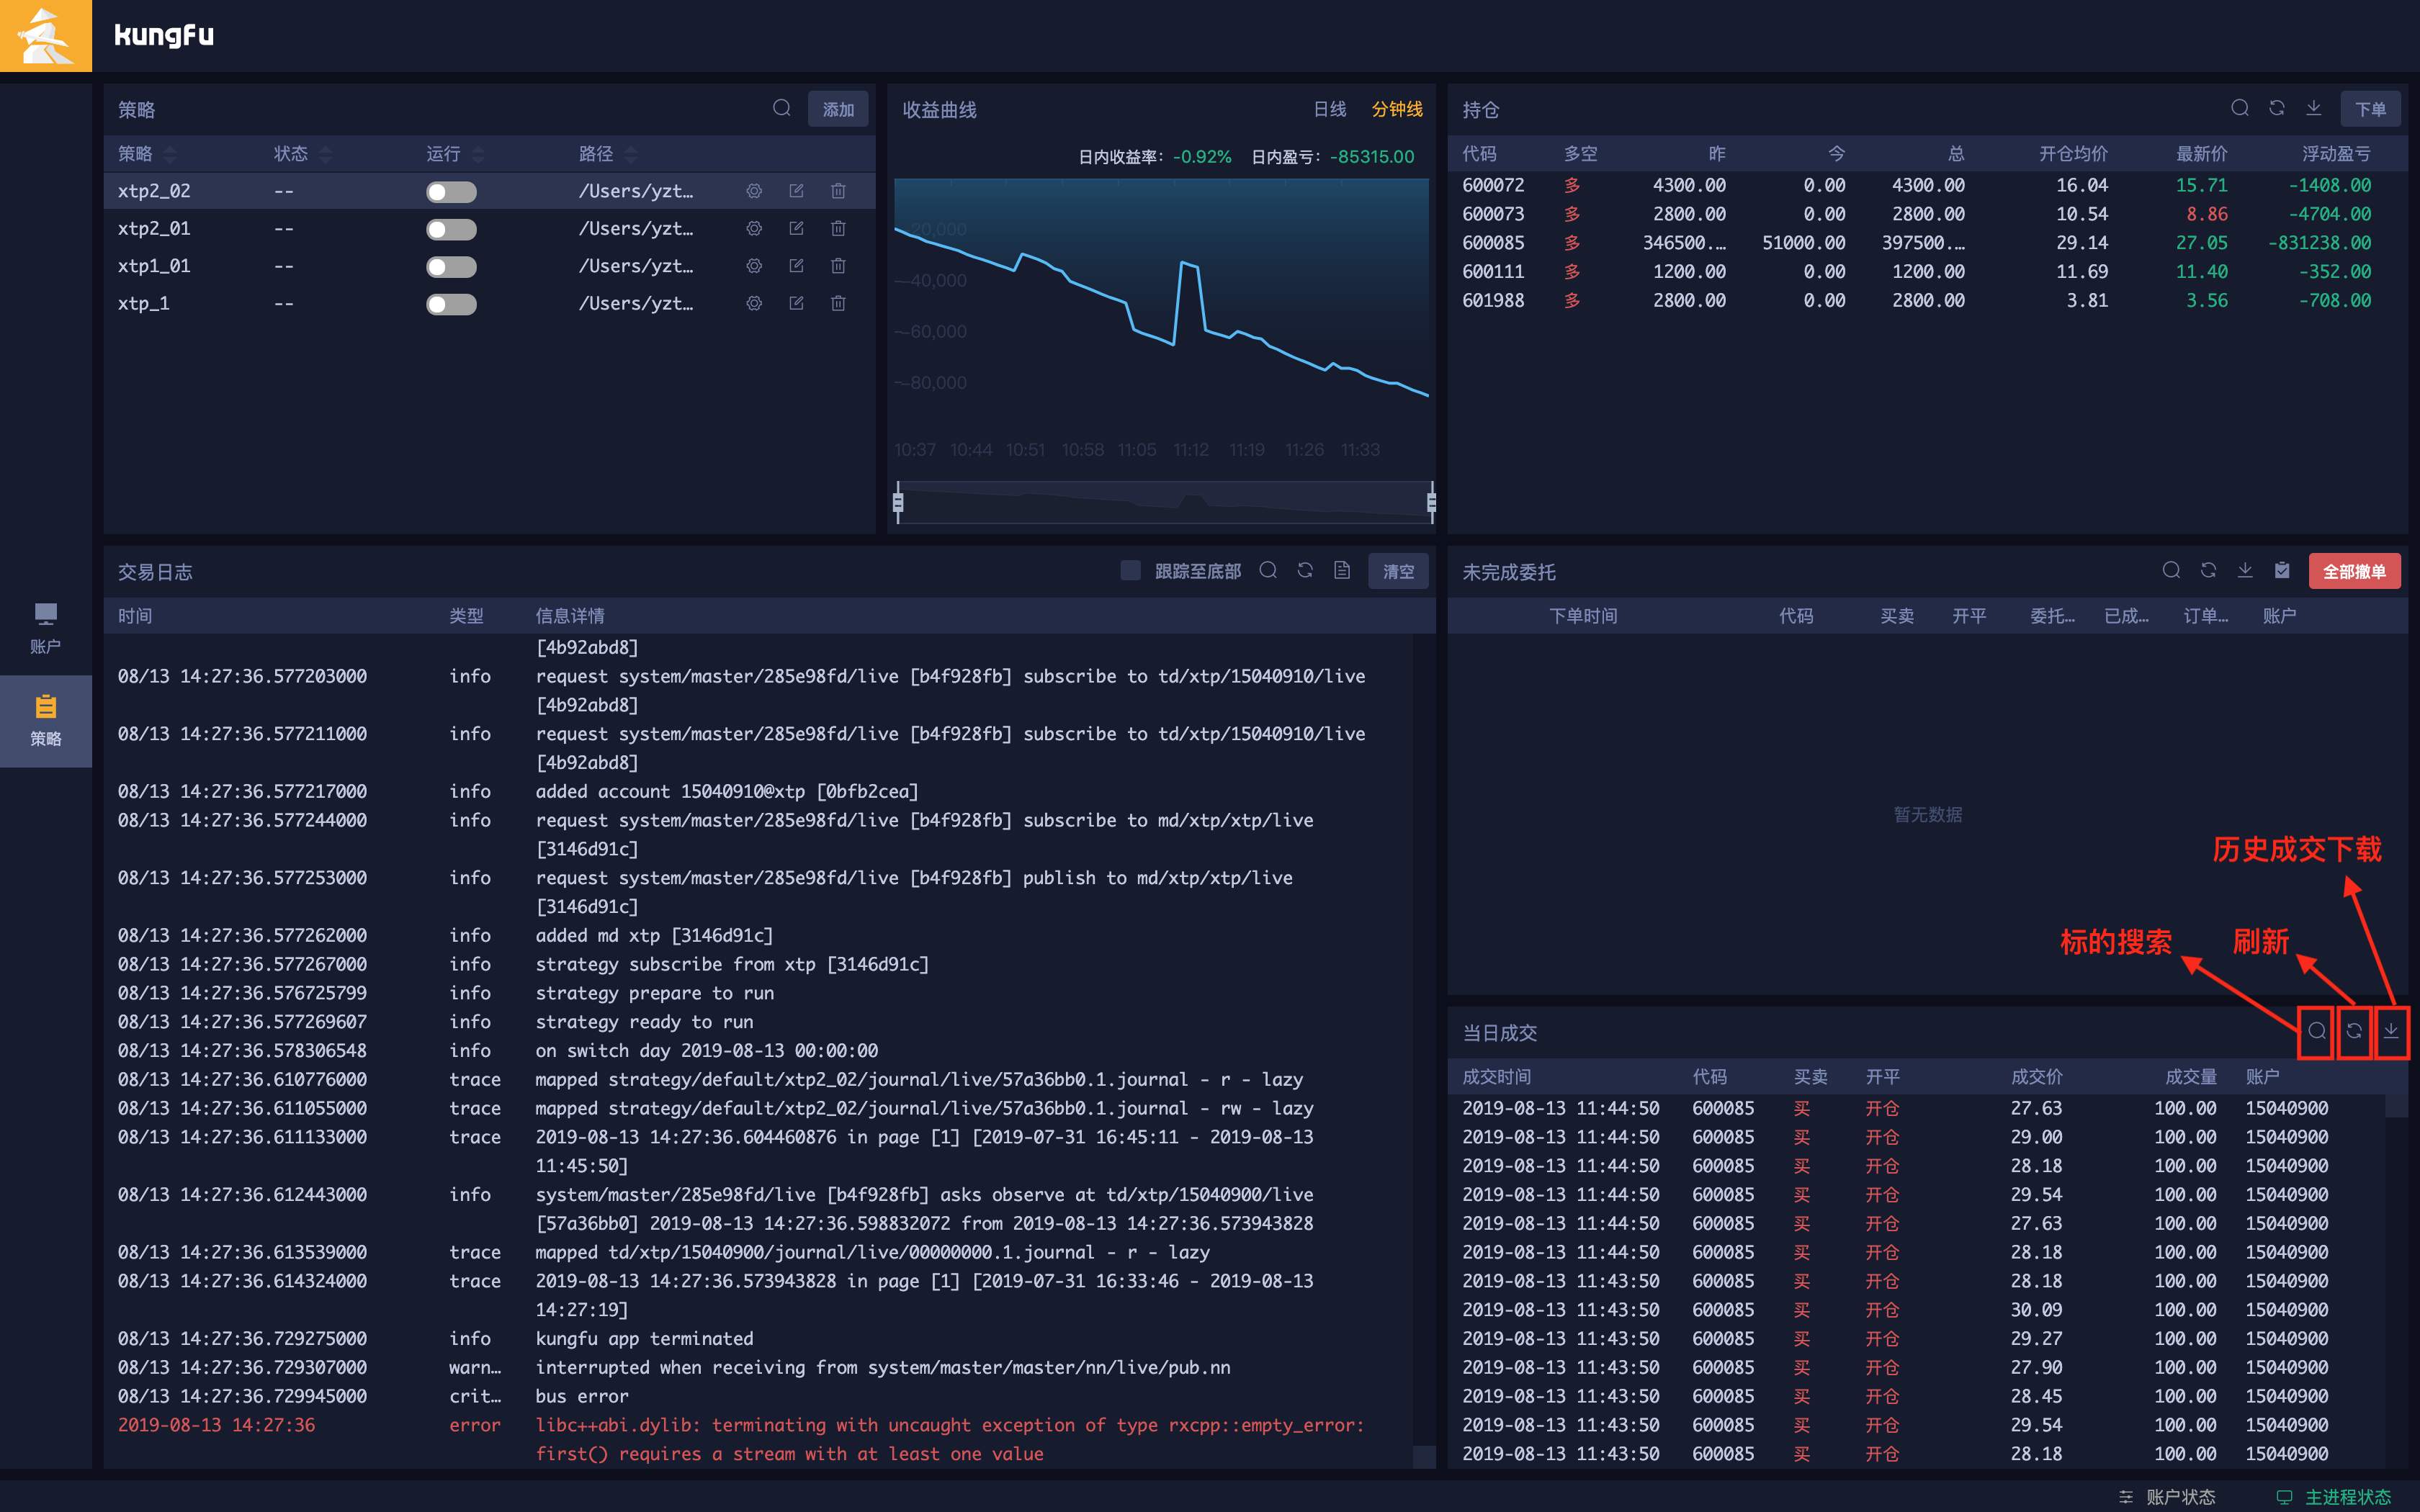 kungfu
策略 添加
策略 状态 运行 路径
xtp2_02 -- /Users/yzt...
xtp2_01 -- /Users/yzt...
xtp1_01 -- /Users/yzt...
xtp_1 -- /Users/yzt...
收益曲线 日线 分钟线
日内收益率: -0.92% 日内盈亏: -85315.00
-20,000
-40,000
-60,000
-80,000
10:37 10:44 10:51 10:58 11:05 11:12 11:19 11:26 11:33
持仓 下单
代码 多空 昨 今 总 开仓均价 最新价 浮动盈亏
600072 多 4300.00 0.00 4300.00 16.04 15.71 -1408.00
600073 多 2800.00 0.00 2800.00 10.54 8.86 -4704.00
600085 多 346500.… 51000.00 397500.… 29.14 27.05 -831238.00
600111 多 1200.00 0.00 1200.00 11.69 11.40 -352.00
601988 多 2800.00 0.00 2800.00 3.81 3.56 -708.00
账户
策略
交易日志 跟踪至底部 清空
时间 类型 信息详情
[4b92abd8]
08/13 14:27:36.577203000 info request system/master/285e98fd/live [b4f928fb] subscribe to td/xtp/15040910/live
[4b92abd8]
08/13 14:27:36.577211000 info request system/master/285e98fd/live [b4f928fb] subscribe to td/xtp/15040910/live
[4b92abd8]
08/13 14:27:36.577217000 info added account 15040910@xtp [0bfb2cea]
08/13 14:27:36.577244000 info request system/master/285e98fd/live [b4f928fb] subscribe to md/xtp/xtp/live
[3146d91c]
08/13 14:27:36.577253000 info request system/master/285e98fd/live [b4f928fb] publish to md/xtp/xtp/live
[3146d91c]
08/13 14:27:36.577262000 info added md xtp [3146d91c]
08/13 14:27:36.577267000 info strategy subscribe from xtp [3146d91c]
08/13 14:27:36.576725799 info strategy prepare to run
08/13 14:27:36.577269607 info strategy ready to run
08/13 14:27:36.578306548 info on switch day 2019-08-13 00:00:00
08/13 14:27:36.610776000 trace mapped strategy/default/xtp2_02/journal/live/57a36bb0.1.journal - r - lazy
08/13 14:27:36.611055000 trace mapped strategy/default/xtp2_02/journal/live/57a36bb0.1.journal - rw - lazy
08/13 14:27:36.611133000 trace 2019-08-13 14:27:36.604460876 in page [1] [2019-07-31 16:45:11 - 2019-08-13
11:45:50]
08/13 14:27:36.612443000 info system/master/285e98fd/live [b4f928fb] asks observe at td/xtp/15040900/live
[57a36bb0] 2019-08-13 14:27:36.598832072 from 2019-08-13 14:27:36.573943828
08/13 14:27:36.613539000 trace mapped td/xtp/15040900/journal/live/00000000.1.journal - r - lazy
08/13 14:27:36.614324000 trace 2019-08-13 14:27:36.573943828 in page [1] [2019-07-31 16:33:46 - 2019-08-13
14:27:19]
08/13 14:27:36.729275000 info kungfu app terminated
08/13 14:27:36.729307000 warn… interrupted when receiving from system/master/master/nn/live/pub.nn
08/13 14:27:36.729945000 crit… bus error
2019-08-13 14:27:36 error libc++abi.dylib: terminating with uncaught exception of type rxcpp::empty_error:
first() requires a stream with at least one value
未完成委托 全部撤单
下单时间 代码 买卖 开平 委托… 已成… 订单… 账户
暂无数据
历史成交下载
标的搜索 刷新
当日成交
成交时间 代码 买卖 开平 成交价 成交量 账户
2019-08-13 11:44:50 600085 买 开仓 27.63 100.00 15040900
2019-08-13 11:44:50 600085 买 开仓 29.00 100.00 15040900
2019-08-13 11:44:50 600085 买 开仓 28.18 100.00 15040900
2019-08-13 11:44:50 600085 买 开仓 29.54 100.00 15040900
2019-08-13 11:44:50 600085 买 开仓 27.63 100.00 15040900
2019-08-13 11:44:50 600085 买 开仓 28.18 100.00 15040900
2019-08-13 11:43:50 600085 买 开仓 28.18 100.00 15040900
2019-08-13 11:43:50 600085 买 开仓 30.09 100.00 15040900
2019-08-13 11:43:50 600085 买 开仓 29.27 100.00 15040900
2019-08-13 11:43:50 600085 买 开仓 27.90 100.00 15040900
2019-08-13 11:43:50 600085 买 开仓 28.45 100.00 15040900
2019-08-13 11:43:50 600085 买 开仓 29.54 100.00 15040900
2019-08-13 11:43:50 600085 买 开仓 28.18 100.00 15040900
账户状态 主进程状态